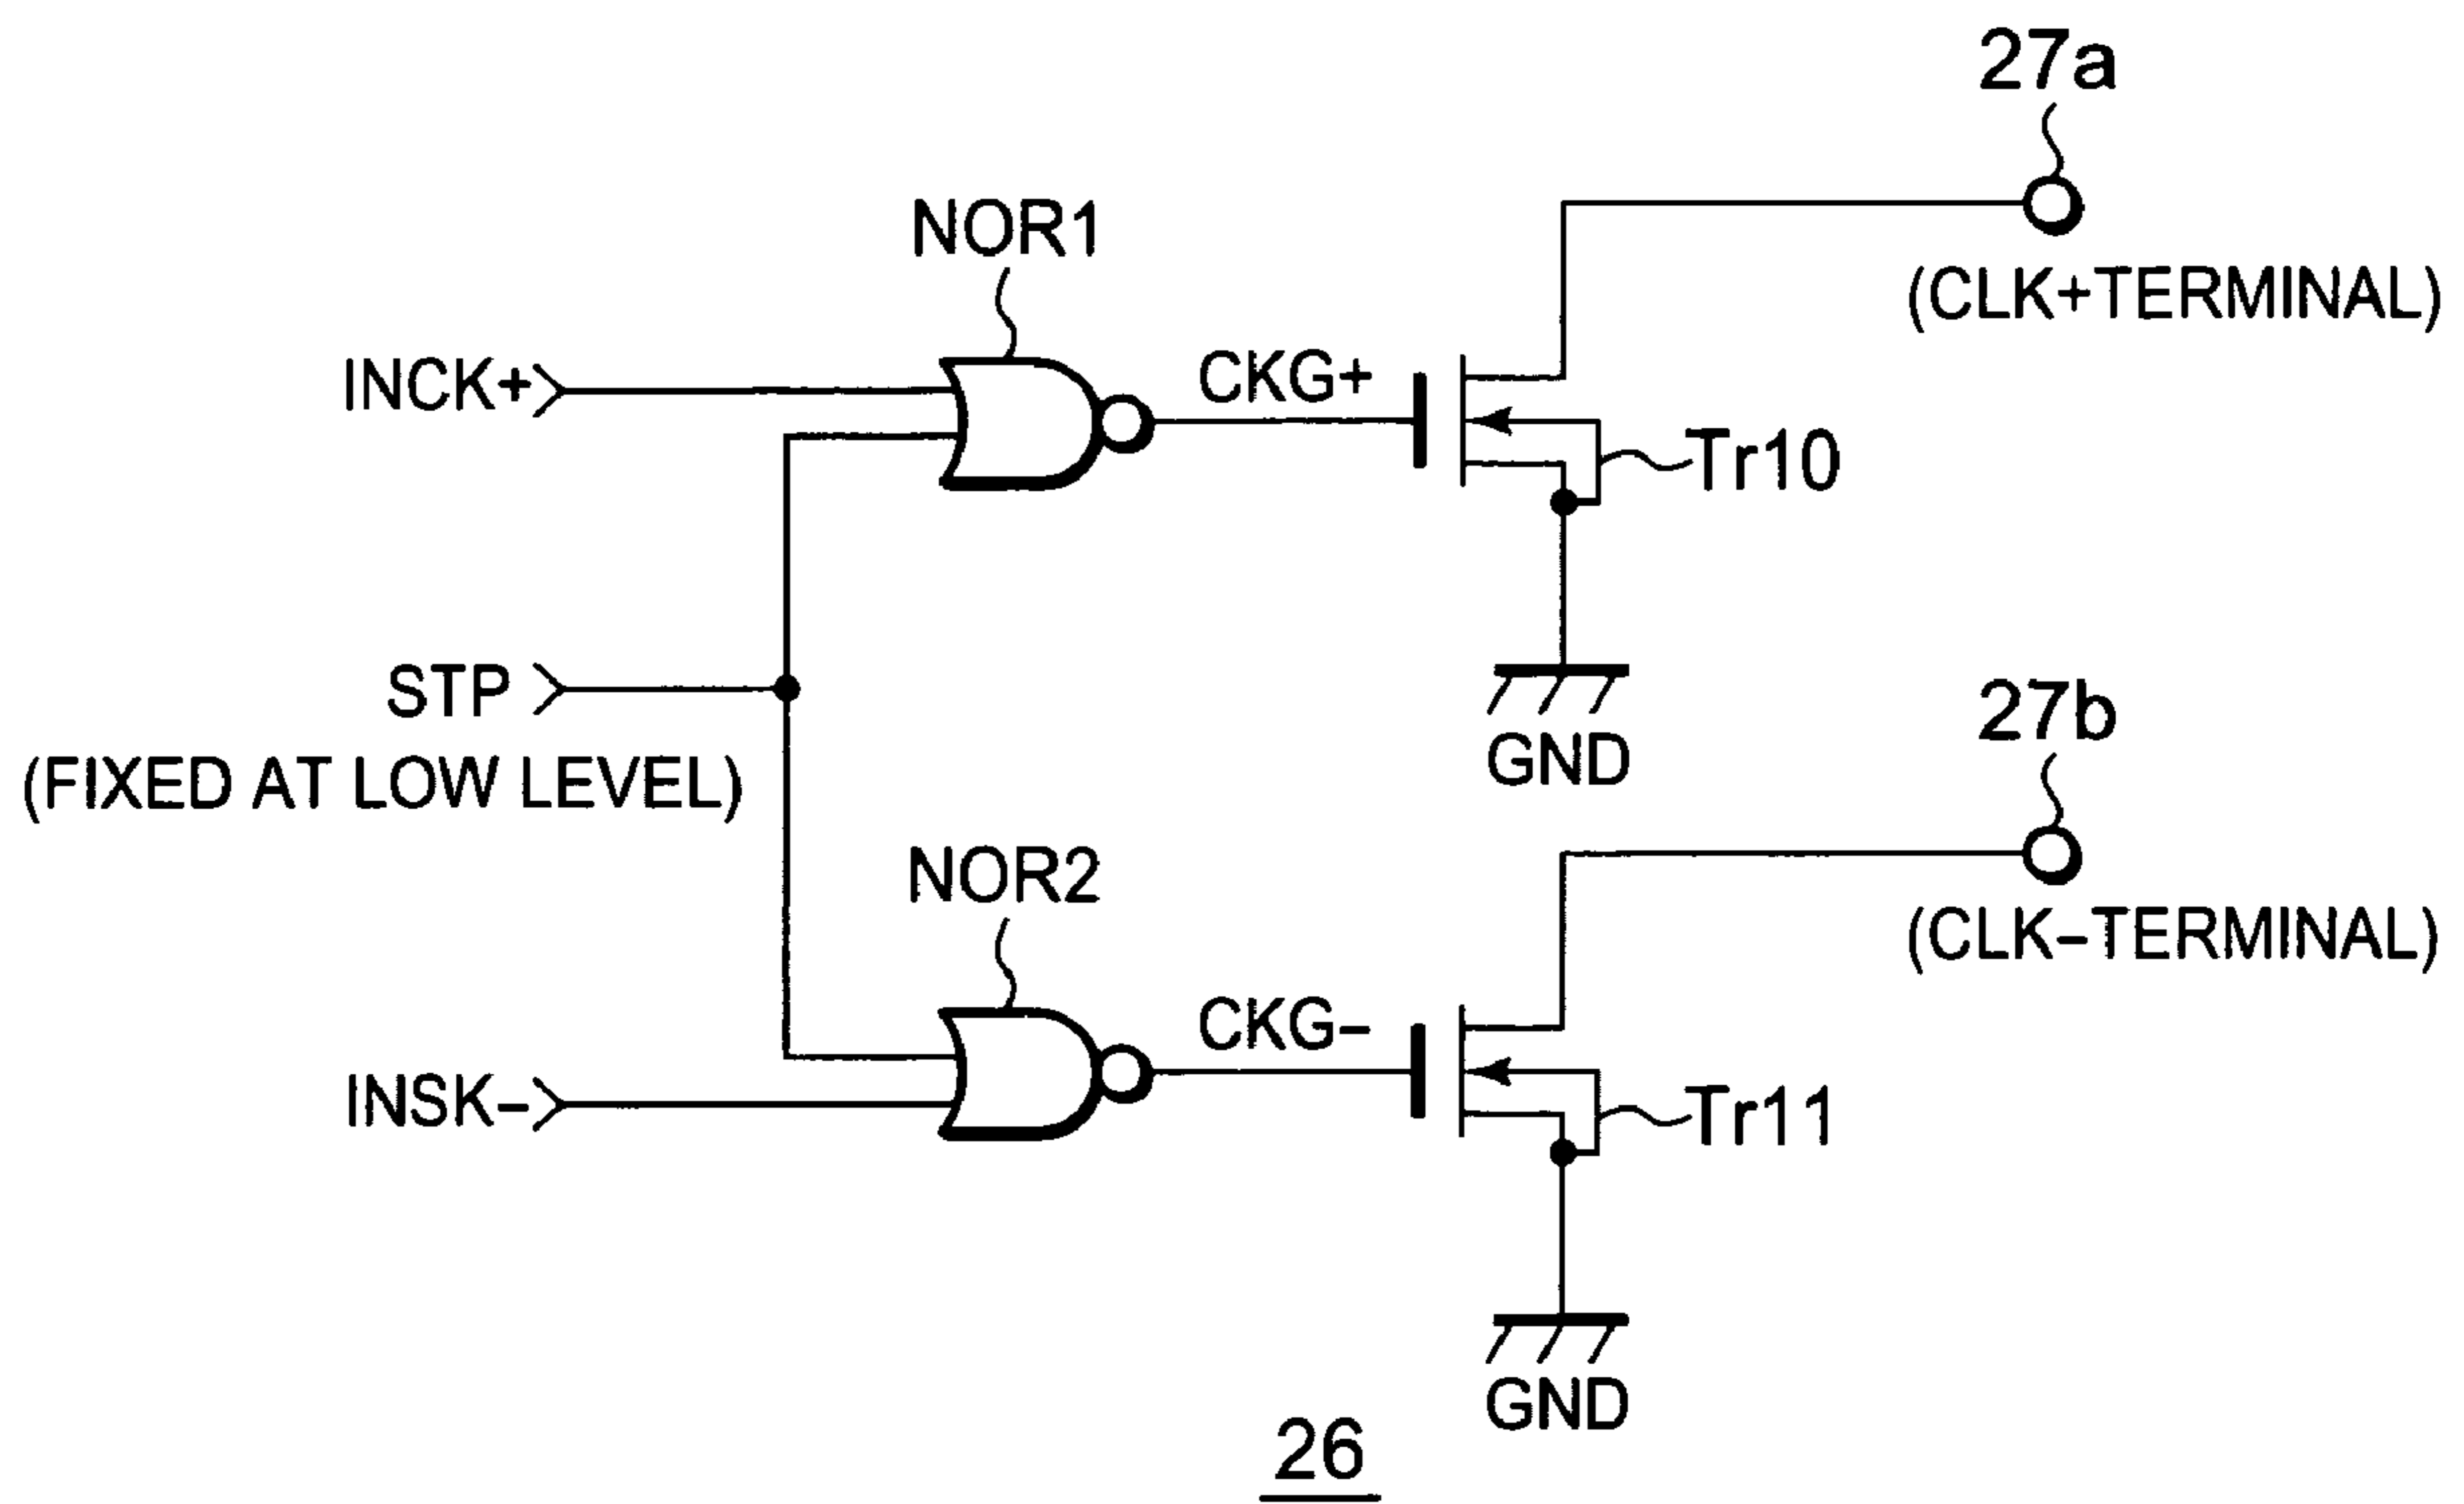 27a
(CLK+TERMINAL)
NOR1
INCK+
CKG+
Tr10
STP
(FIXED AT LOW LEVEL)
GND
27b
(CLK−TERMINAL)
NOR2
CKG−
INSK−
Tr11
GND
26